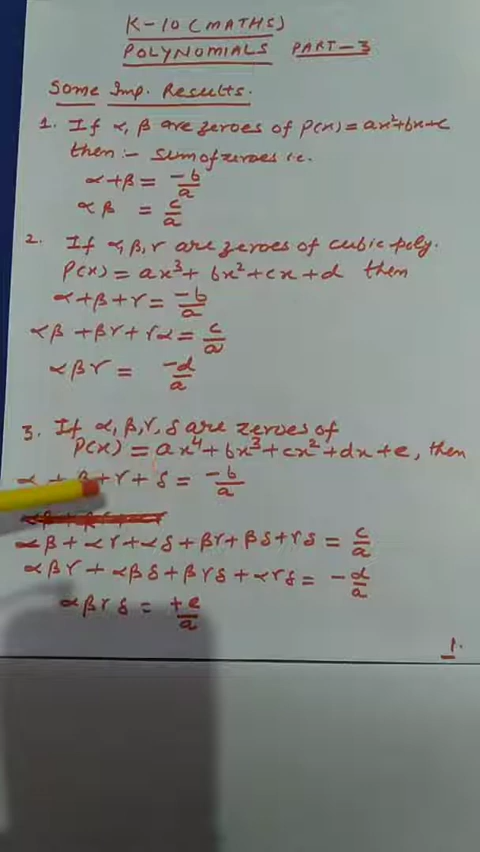 K-10 (MATHS)
POLYNOMIALS PART-3
Some Imp. Results.
1. If α, β are zeroes of P(x) = ax²+bx+c
then :- sum of zeroes i.e.
α+β = -b/a
αβ = c/a
2. If α, β, γ are zeroes of cubic poly.
P(x) = ax³ + bx² + cx + d then
α+β+γ = -b/a
αβ + βγ + γα = c/a
αβγ = -d/a
3. If α, β, γ, δ are zeroes of
P(x) = ax⁴ + bx³ + cx² + dx + e, then
α + β + γ + δ = -b/a
αβ + αγ + αδ + βγ + βδ + γδ = c/a
αβγ + αβδ + βγδ + αγδ = -d/a
αβγδ = +e/a
1.